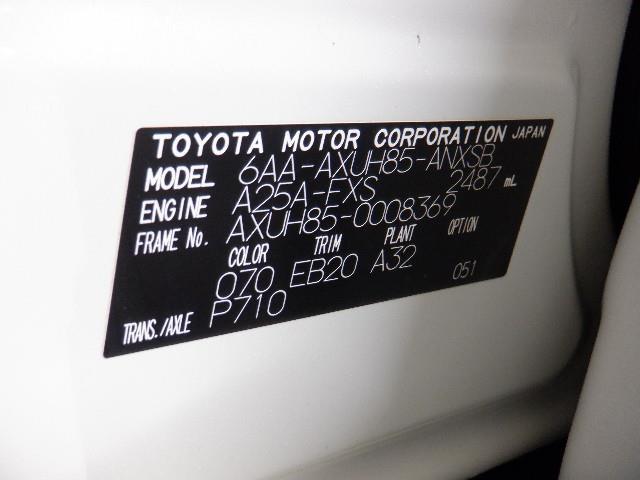 TOYOTA MOTOR CORPORATION JAPAN
MODEL 6AA-AXUH85-ANXSB
ENGINE A25A-FXS 2487 mL
FRAME No. AXUH85-0008369
COLOR TRIM PLANT OPTION
070 EB20 A32 051
TRANS./AXLE P710